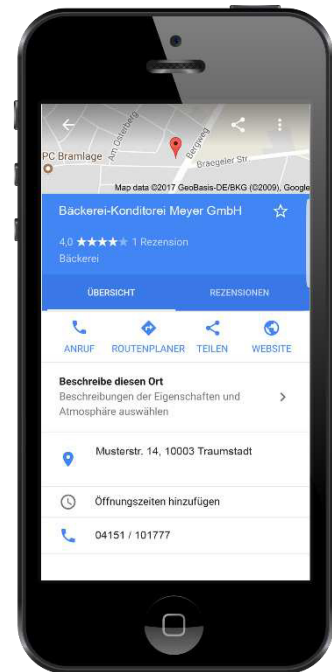 Am Osterberg
Bergweg
PC Bramlage
Braegeler Str.
Map data ©2017 GeoBasis-DE/BKG (©2009), Google
Bäckerei-Konditorei Meyer GmbH
4,0 ★★★★★ 1 Rezension
Bäckerei
ÜBERSICHT REZENSIONEN
ANRUF ROUTENPLANER TEILEN WEBSITE
Beschreibe diesen Ort
Beschreibungen der Eigenschaften und
Atmosphäre auswählen
Musterstr. 14, 10003 Traumstadt
Öffnungszeiten hinzufügen
04151 / 101777